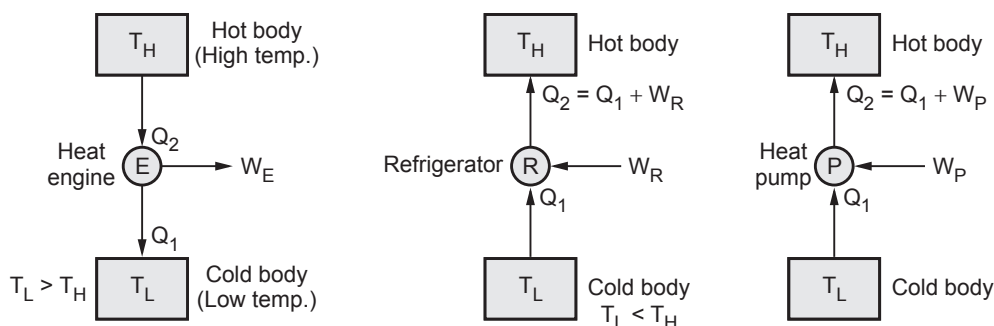 T_H
Hot body
(High temp.)
Q_2
Heat
engine
E
W_E
Q_1
T_L > T_H
T_L
Cold body
(Low temp.)
T_H
Hot body
Q_2 = Q_1 + W_R
Refrigerator
R
W_R
Q_1
T_L
Cold body
T_L < T_H
T_H
Hot body
Q_2 = Q_1 + W_P
Heat
pump
P
W_P
Q_1
T_L
Cold body